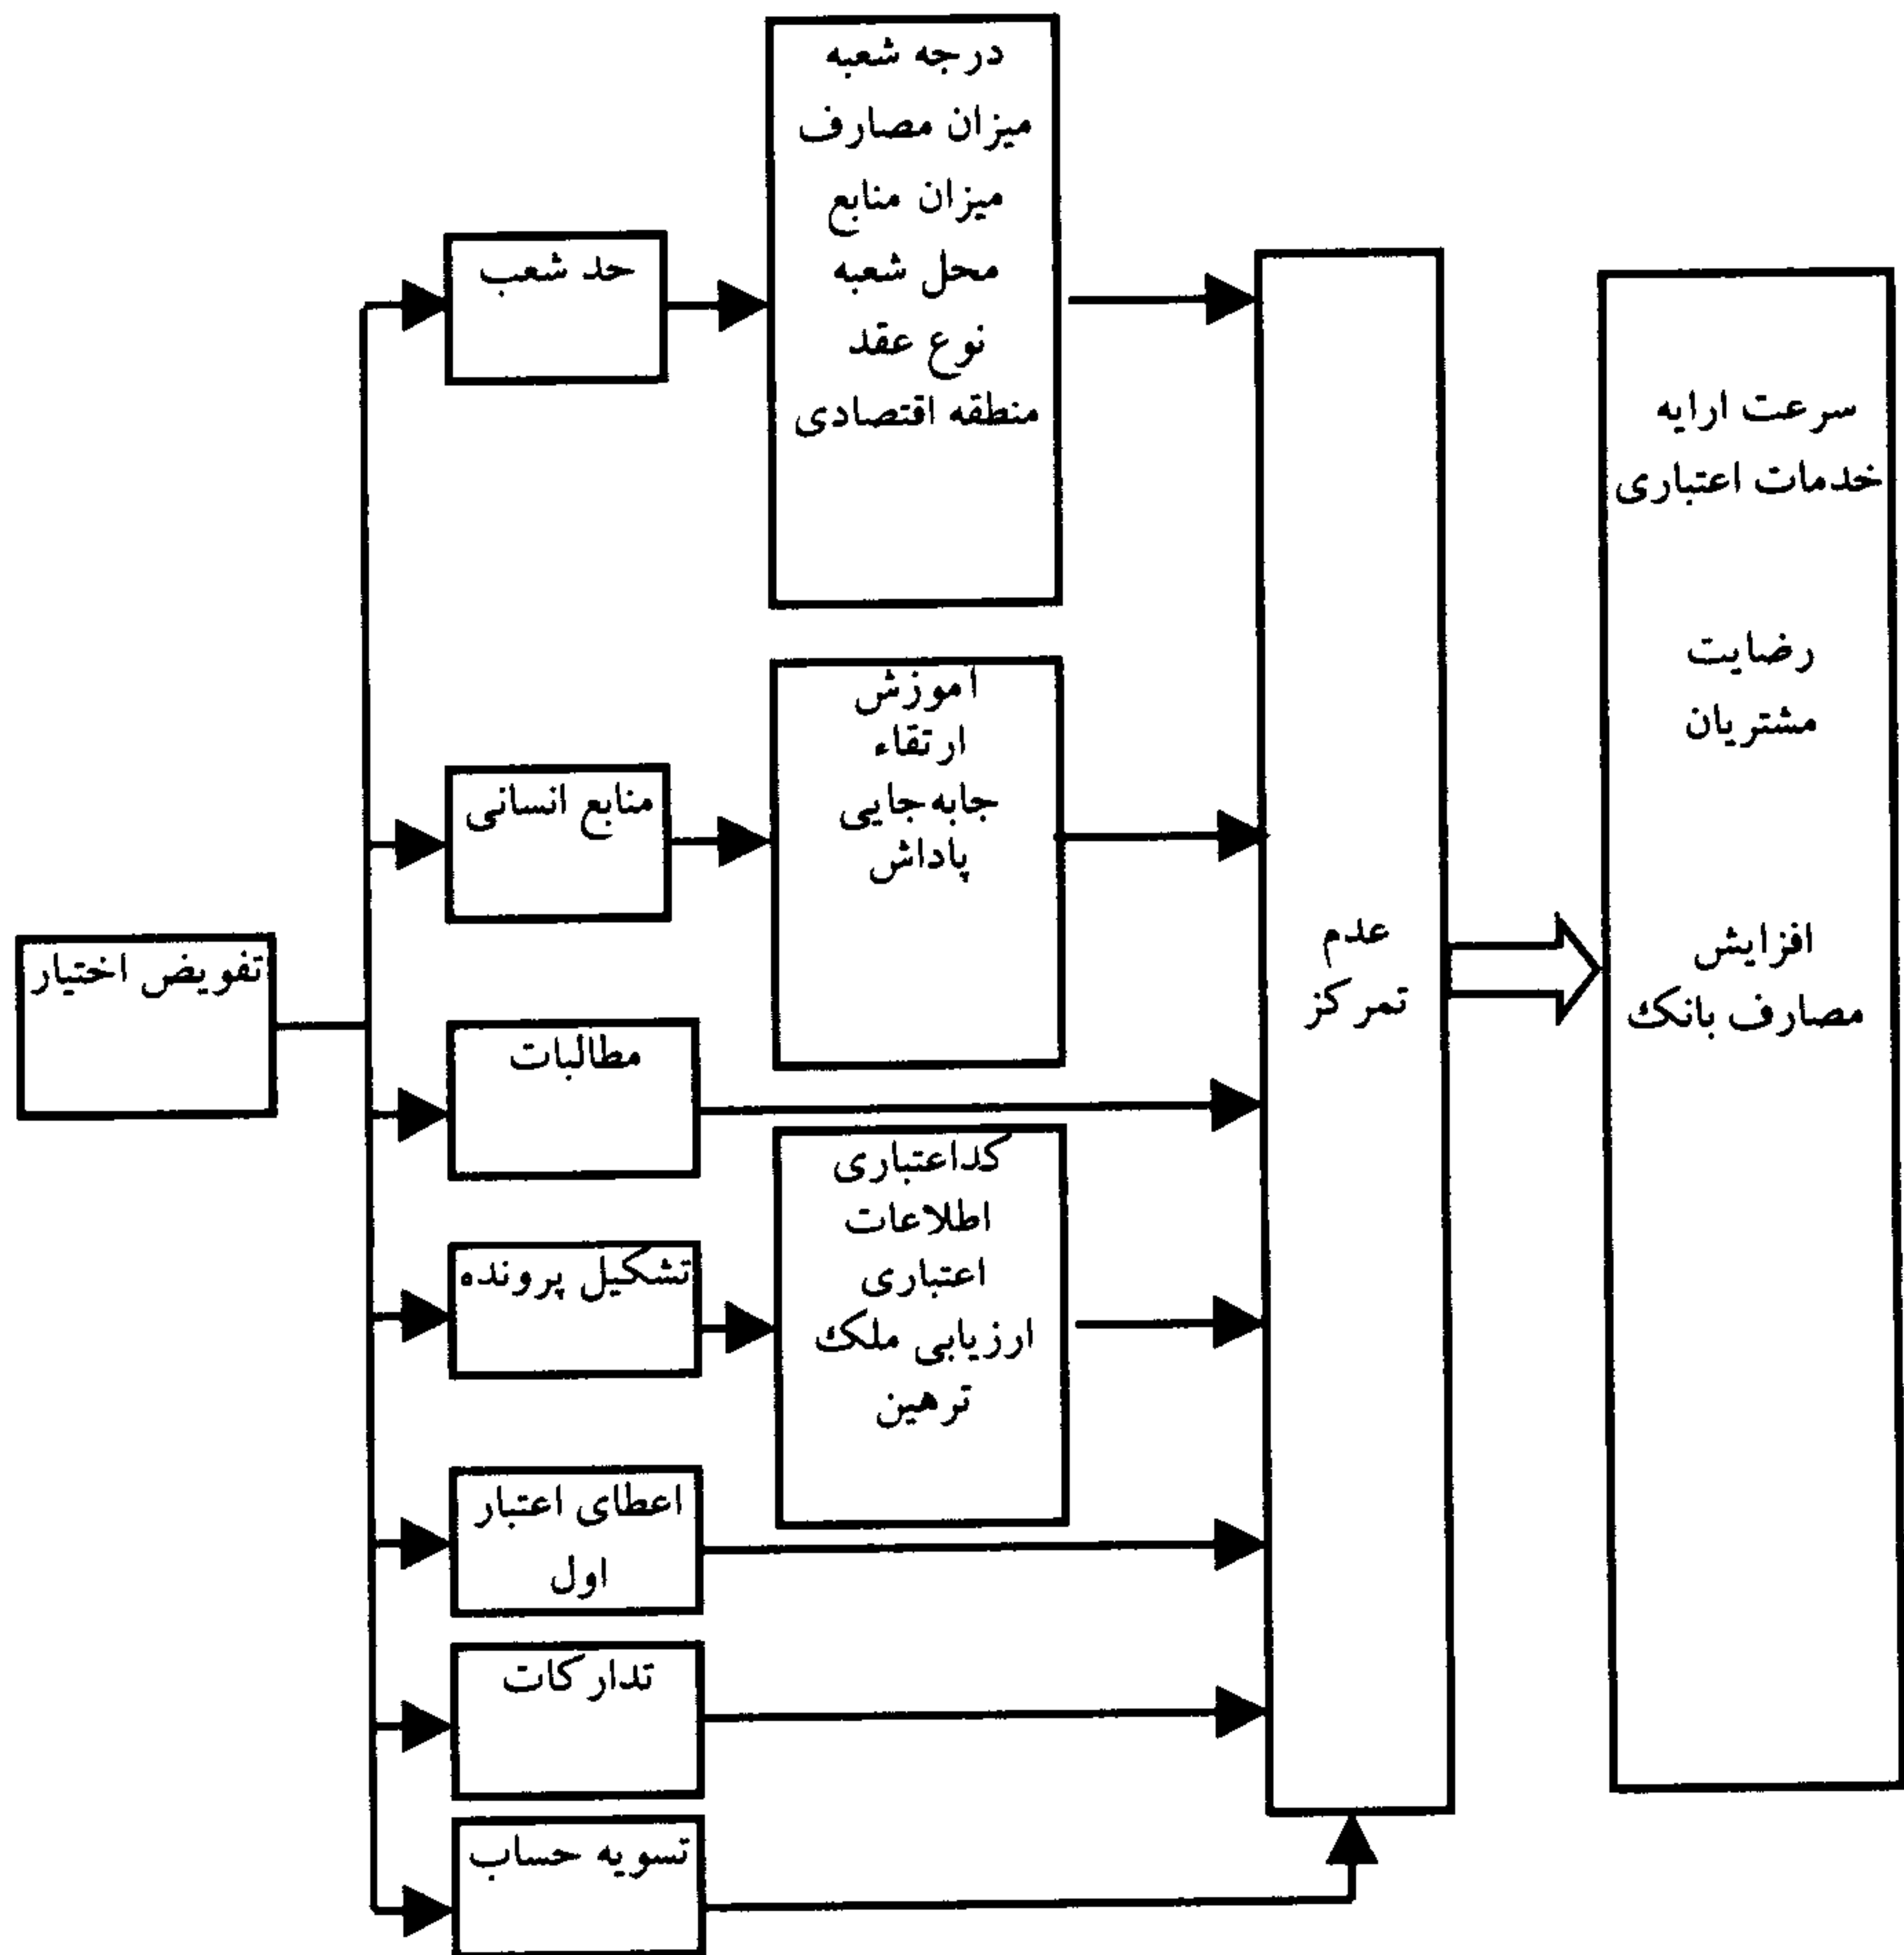 تفویض اختیار
حد شعب
درجه شعبه
میزان مصارف
میزان منابع
محل شعبه
نوع عقد
منطقه اقتصادی
منابع انسانی
اموزش
ارتقاء
جابه جایی
پاداش
مطالبات
تشکیل پرونده
کداعتباری
اطلاعات
اعتباری
ارزیابی ملک
ترهین
اعطای اعتبار
اول
تدارکات
تسویه حساب
عدم
تمرکز
سرعت ارایه
خدمات اعتباری
رضایت
مشتریان
افزایش
مصارف بانک